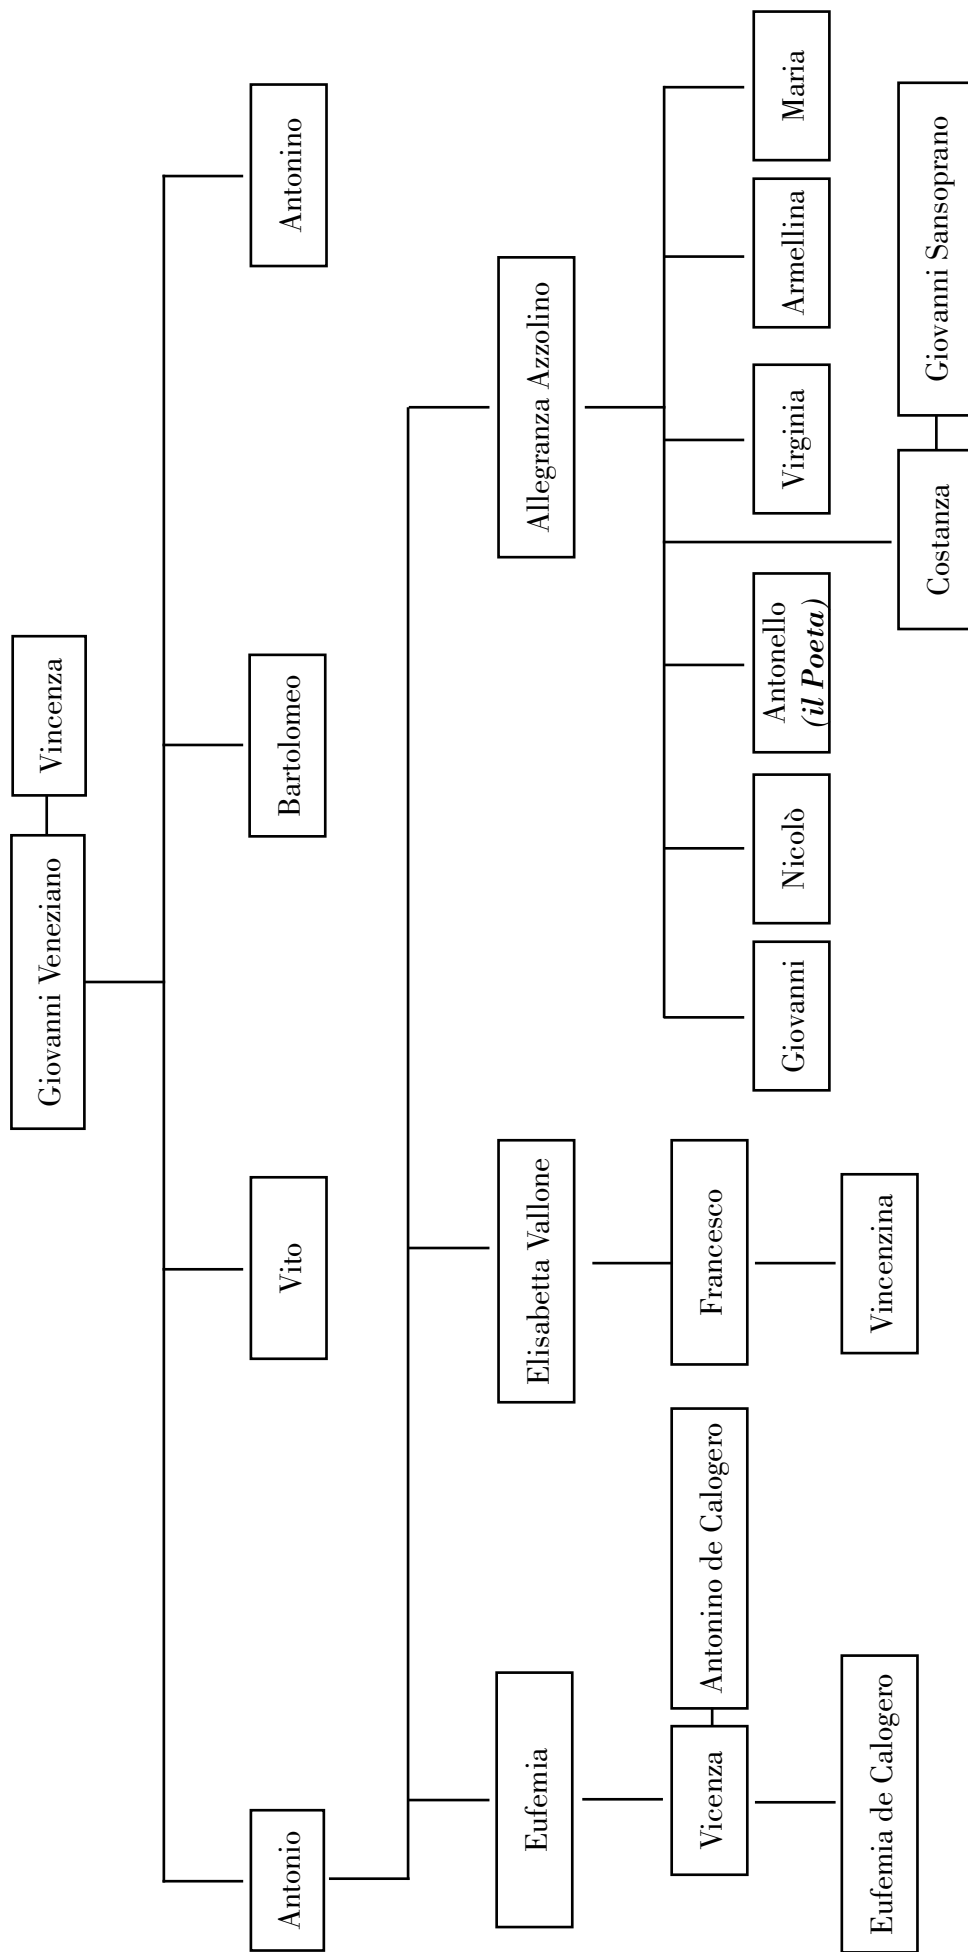 Giovanni Veneziano
Vincenza
Antonio
Vito
Bartolomeo
Antonino
Eufemia
Elisabetta Vallone
Allegranza Azzolino
Vicenza
Antonino de Calogero
Francesco
Giovanni
Nicolò
Antonello
(il Poeta)
Virginia
Armellina
Maria
Eufemia de Calogero
Vincenzina
Costanza
Giovanni Sansoprano